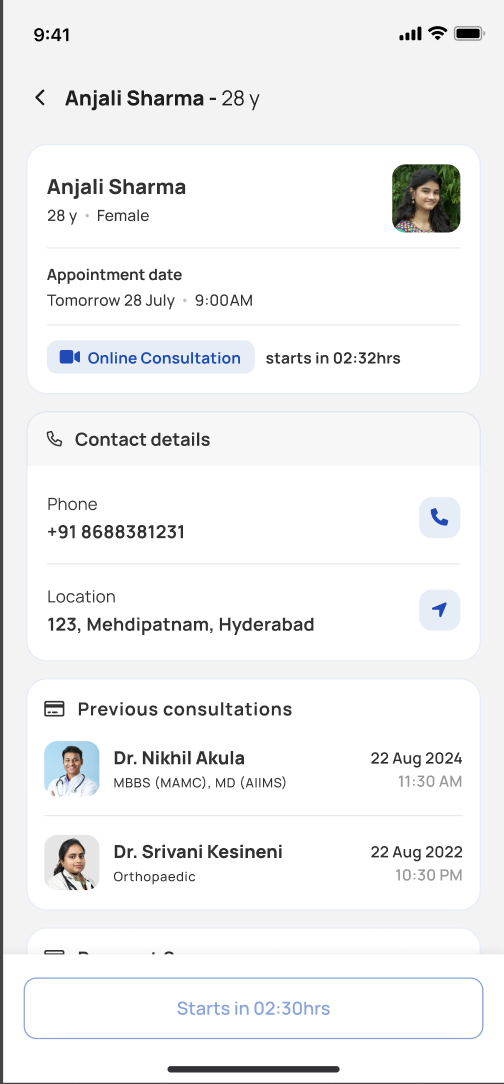 9:41
Anjali Sharma - 28 y
Anjali Sharma
28 y • Female
Appointment date
Tomorrow 28 July • 9:00AM
Online Consultation starts in 02:32hrs
Contact details
Phone
+91 8688381231
Location
123, Mehdipatnam, Hyderabad
Previous consultations
Dr. Nikhil Akula 22 Aug 2024
MBBS (MAMC), MD (AIIMS) 11:30 AM
Dr. Srivani Kesineni 22 Aug 2022
Orthopaedic 10:30 PM
Starts in 02:30hrs